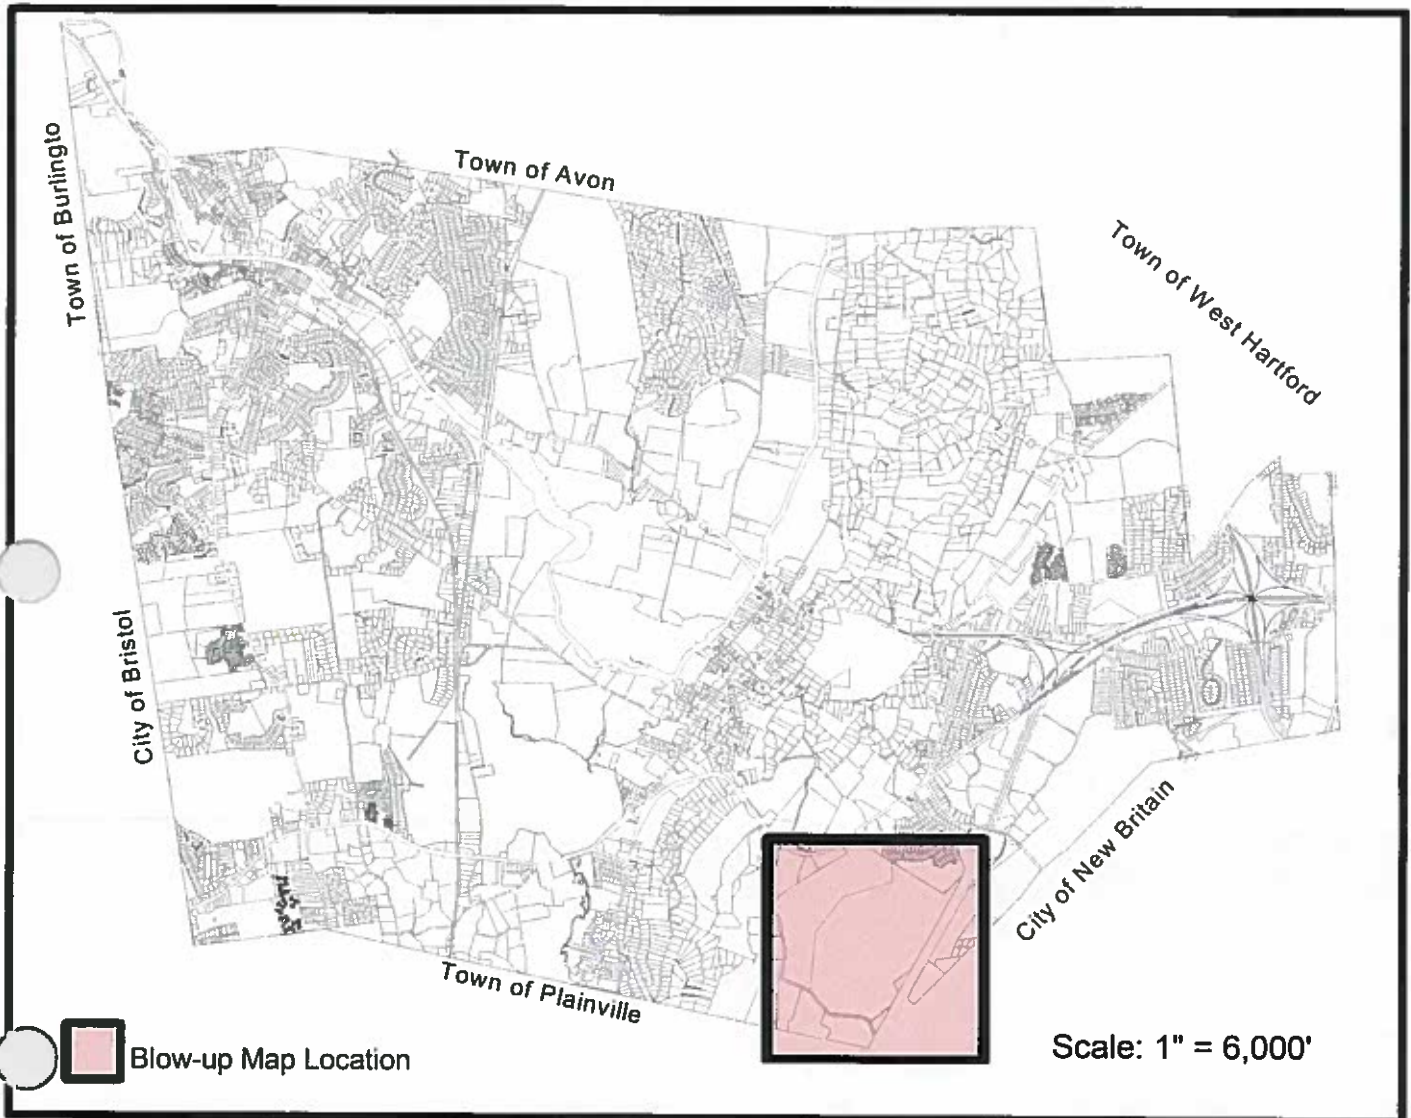 Town of Avon
Town of Burlingto
Town of West Hartford
City of Bristol
City of New Britain
Town of Plainville
Blow-up Map Location
Scale: 1" = 6,000'